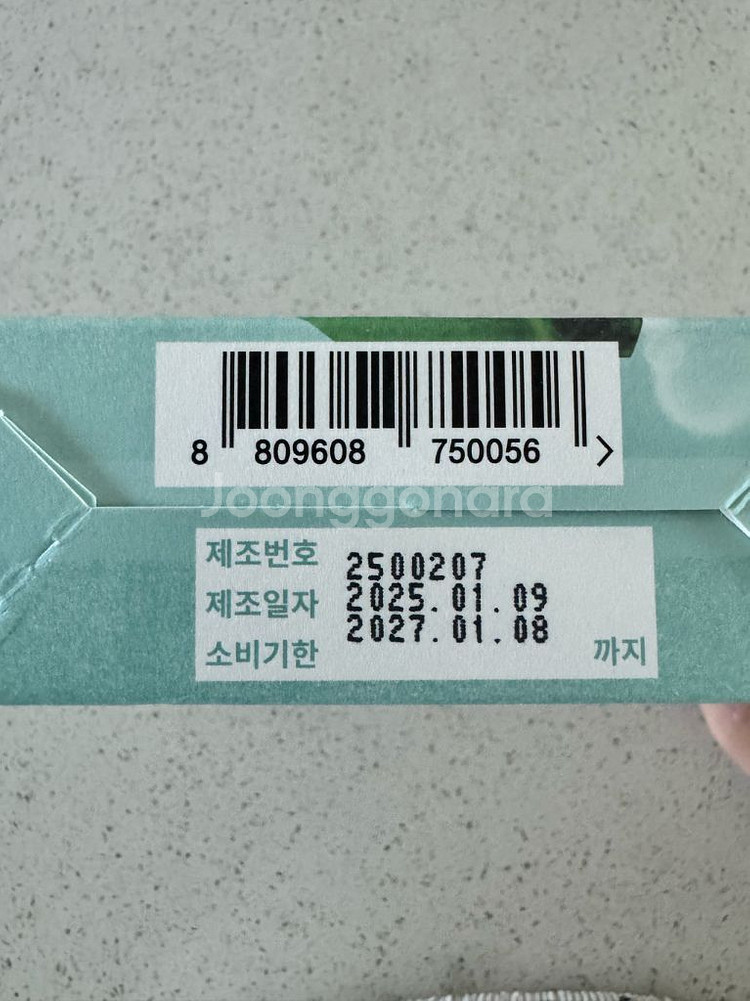 8 809608 750056 >
Joonggonara
제조번호 2500207
제조일자 2025.01.09
소비기한 2027.01.08 까지